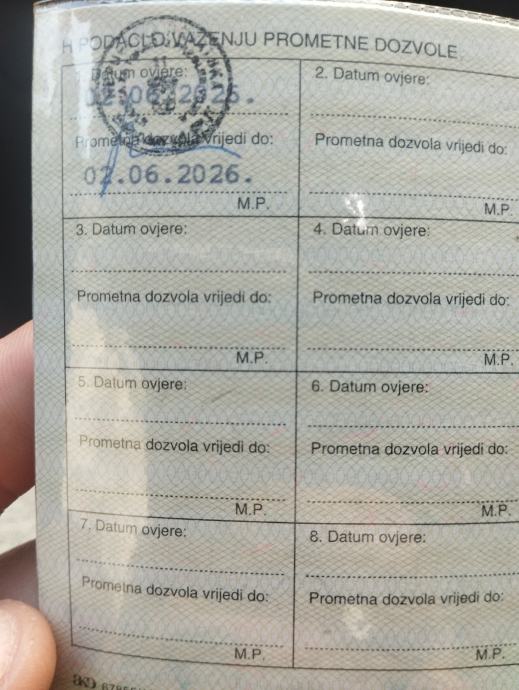 H PODACI O VAŽENJU PROMETNE DOZVOLE
1. Datum ovjere:
02.06.2025.
Prometna dozvola vrijedi do:
02.06.2026.
M.P.
2. Datum ovjere:
Prometna dozvola vrijedi do:
M.P.
3. Datum ovjere:
Prometna dozvola vrijedi do:
M.P.
4. Datum ovjere:
Prometna dozvola vrijedi do:
M.P.
5. Datum ovjere:
Prometna dozvola vrijedi do:
M.P.
6. Datum ovjere:
Prometna dozvola vrijedi do:
M.P.
7. Datum ovjere:
Prometna dozvola vrijedi do:
M.P.
8. Datum ovjere:
Prometna dozvola vrijedi do:
M.P.